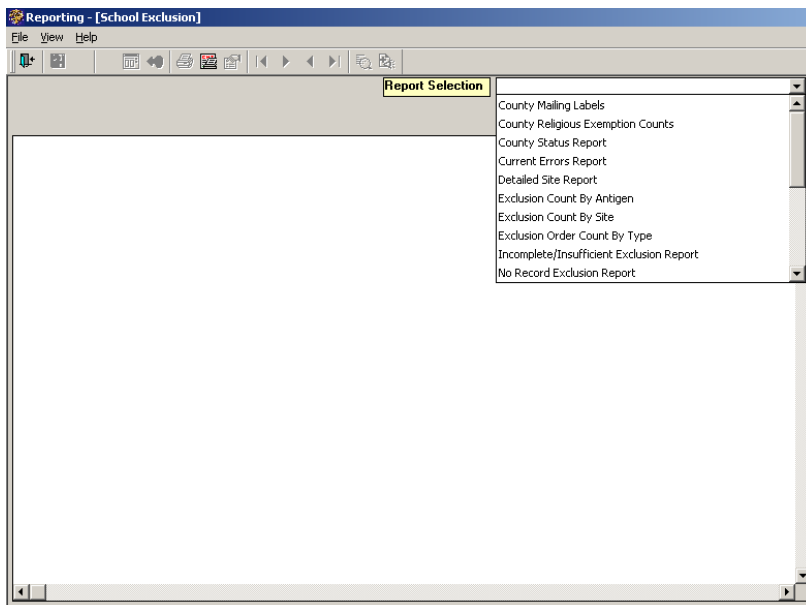 Reporting - [School Exclusion]
File View Help
Report Selection
County Mailing Labels
County Religious Exemption Counts
County Status Report
Current Errors Report
Detailed Site Report
Exclusion Count By Antigen
Exclusion Count By Site
Exclusion Order Count By Type
Incomplete/Insufficient Exclusion Report
No Record Exclusion Report